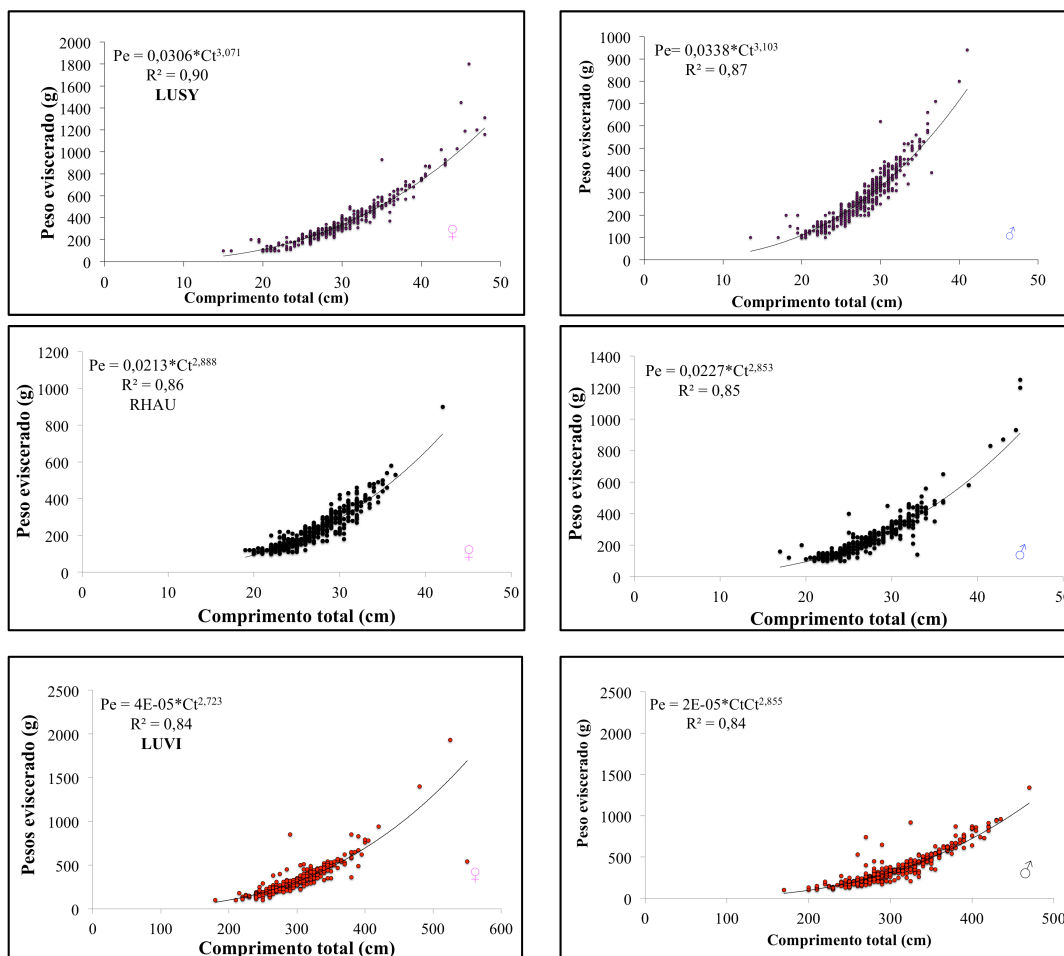 Pe = 0,0306*Ct3,071
R² = 0,90
LUSY
Peso eviscerado (g)
2000
1800
1600
1400
1200
1000
800
600
400
200
0
0 10 20 30 40 50
Comprimento total (cm)
♀
Pe= 0,0338*Ct3,103
R² = 0,87
Peso eviscerado (g)
1000
900
800
700
600
500
400
300
200
100
0
0 10 20 30 40 50
Comprimento total (cm)
♂
Pe = 0,0213*Ct2,888
R² = 0,86
RHAU
Peso eviscerado (g)
1200
1000
800
600
400
200
0
0 10 20 30 40 50
Comprimento total (cm)
♀
Pe = 0,0227*Ct2,853
R² = 0,85
Peso eviscerado (g)
1400
1200
1000
800
600
400
200
0
0 10 20 30 40
Comprimento total (cm)
♂
Pe = 4E-05*Ct2,723
R² = 0,84
LUVI
Pesos eviscerado (g)
2500
2000
1500
1000
500
0
0 100 200 300 400 500 600
Comprimento total (cm)
♀
Pe = 2E-05*CtCt2,855
R² = 0,84
Peso eviscerado (g)
2500
2000
1500
1000
500
0
0 100 200 300 400 500
Comprimento total (cm)
♂